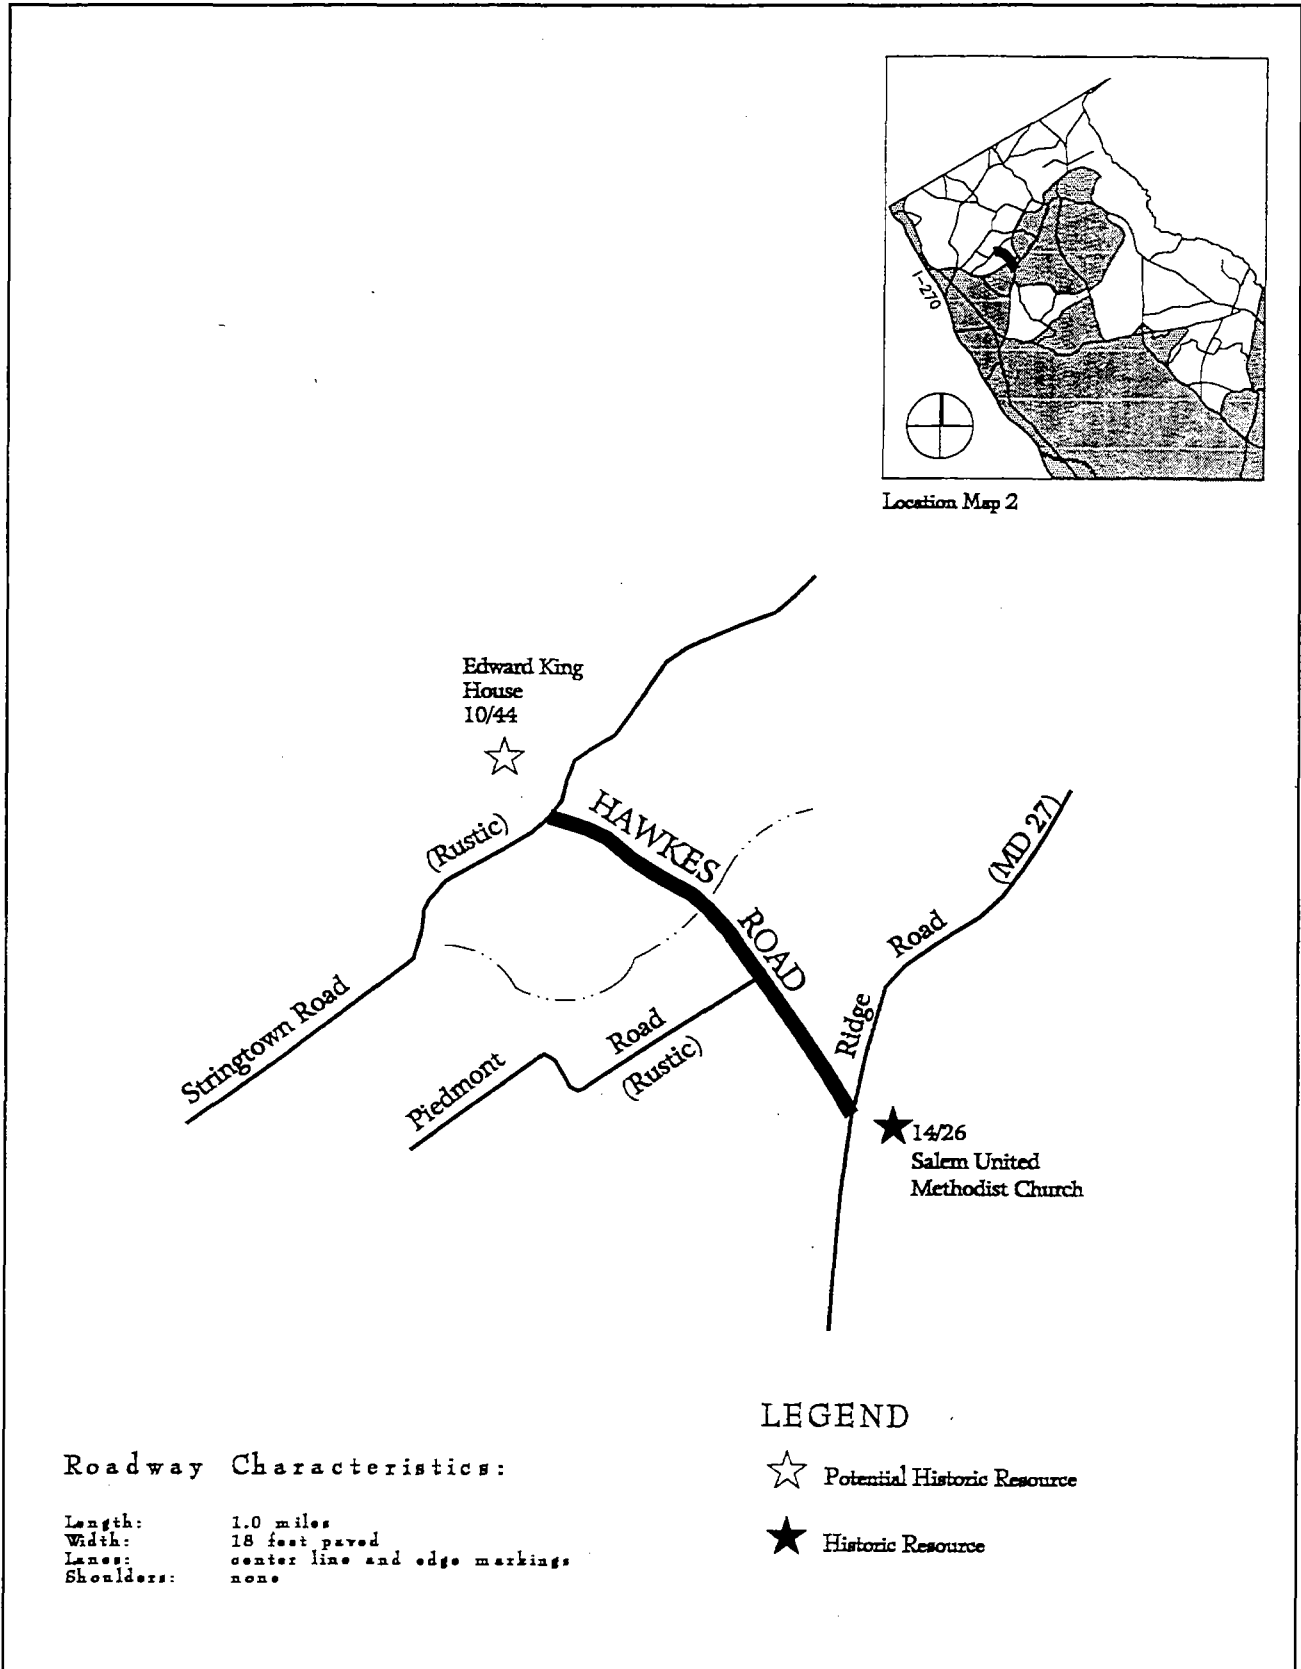 I-270
Location Map 2
Edward King
House
10/44
HAWKES ROAD
(Rustic)
Stringtown Road
Piedmont Road
(Rustic)
Ridge Road (MD 27)
14/26
Salem United
Methodist Church
LEGEND
Potential Historic Resource
Historic Resource
Roadway Characteristics:
Length: 1.0 miles
Width: 18 feet paved
Lanes: center line and edge markings
Shoulders: none